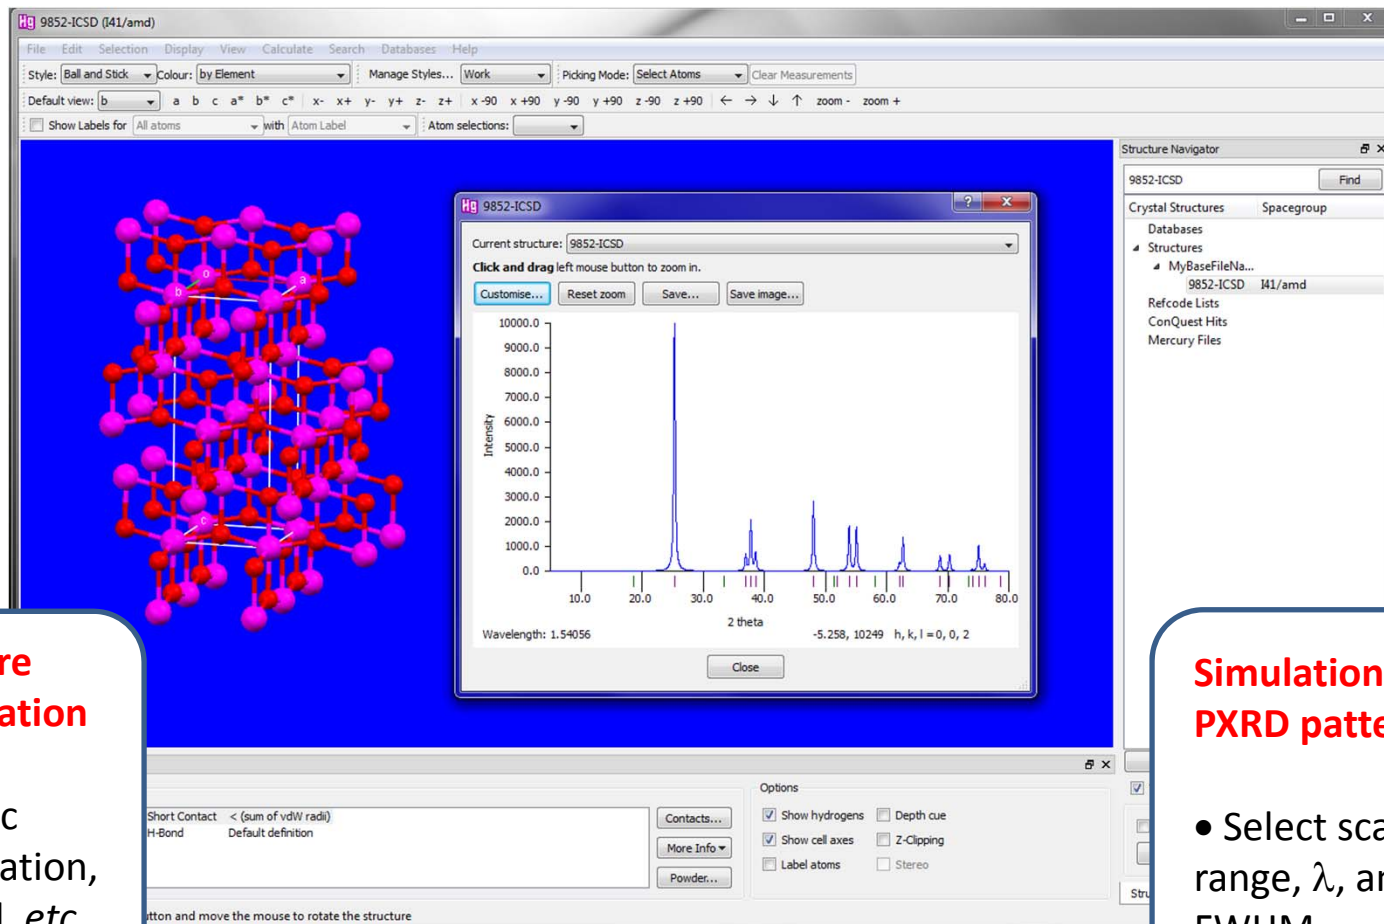 9852-ICSD (I41/amd)
File Edit Selection Display View Calculate Search Databases Help
Style: Ball and Stick Colour: by Element Manage Styles... Work Picking Mode: Select Atoms Clear Measurements
Default view: b a b c a* b* c* x- x+ y- y+ z- z+ x -90 x +90 y -90 y +90 z -90 z +90 ← → ↓ ↑ zoom - zoom +
Show Labels for All atoms with Atom Label Atom selections:
o
b
a
c
9852-ICSD
Current structure: 9852-ICSD
Click and drag left mouse button to zoom in.
Customise... Reset zoom Save... Save image...
10000.0
9000.0
8000.0
7000.0
6000.0
5000.0
4000.0
3000.0
2000.0
1000.0
0.0
Intensity
10.0 20.0 30.0 40.0 50.0 60.0 70.0 80.0
2 theta
Wavelength: 1.54056 -5.258, 10249 h, k, l = 0, 0, 2
Close
Structure Navigator
9852-ICSD Find
Crystal Structures Spacegroup
Databases
Structures
MyBaseFileNa...
9852-ICSD I41/amd
Refcode Lists
ConQuest Hits
Mercury Files
Short Contact < (sum of vdW radii)
H-Bond Default definition
Contacts...
More Info
Powder...
Options
Show hydrogens Depth cue
Show cell axes Z-Clipping
Label atoms Stereo
and move the mouse to rotate the structure
etc
Simulation
PXRD
• Select
range, λ,